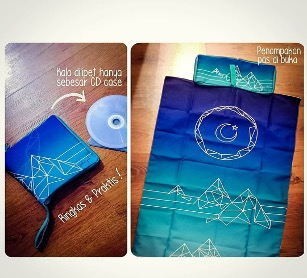 Kalo dilipet hanya
sebesar CD case
Ringkas & Praktis !
Penampakan
pas di buka